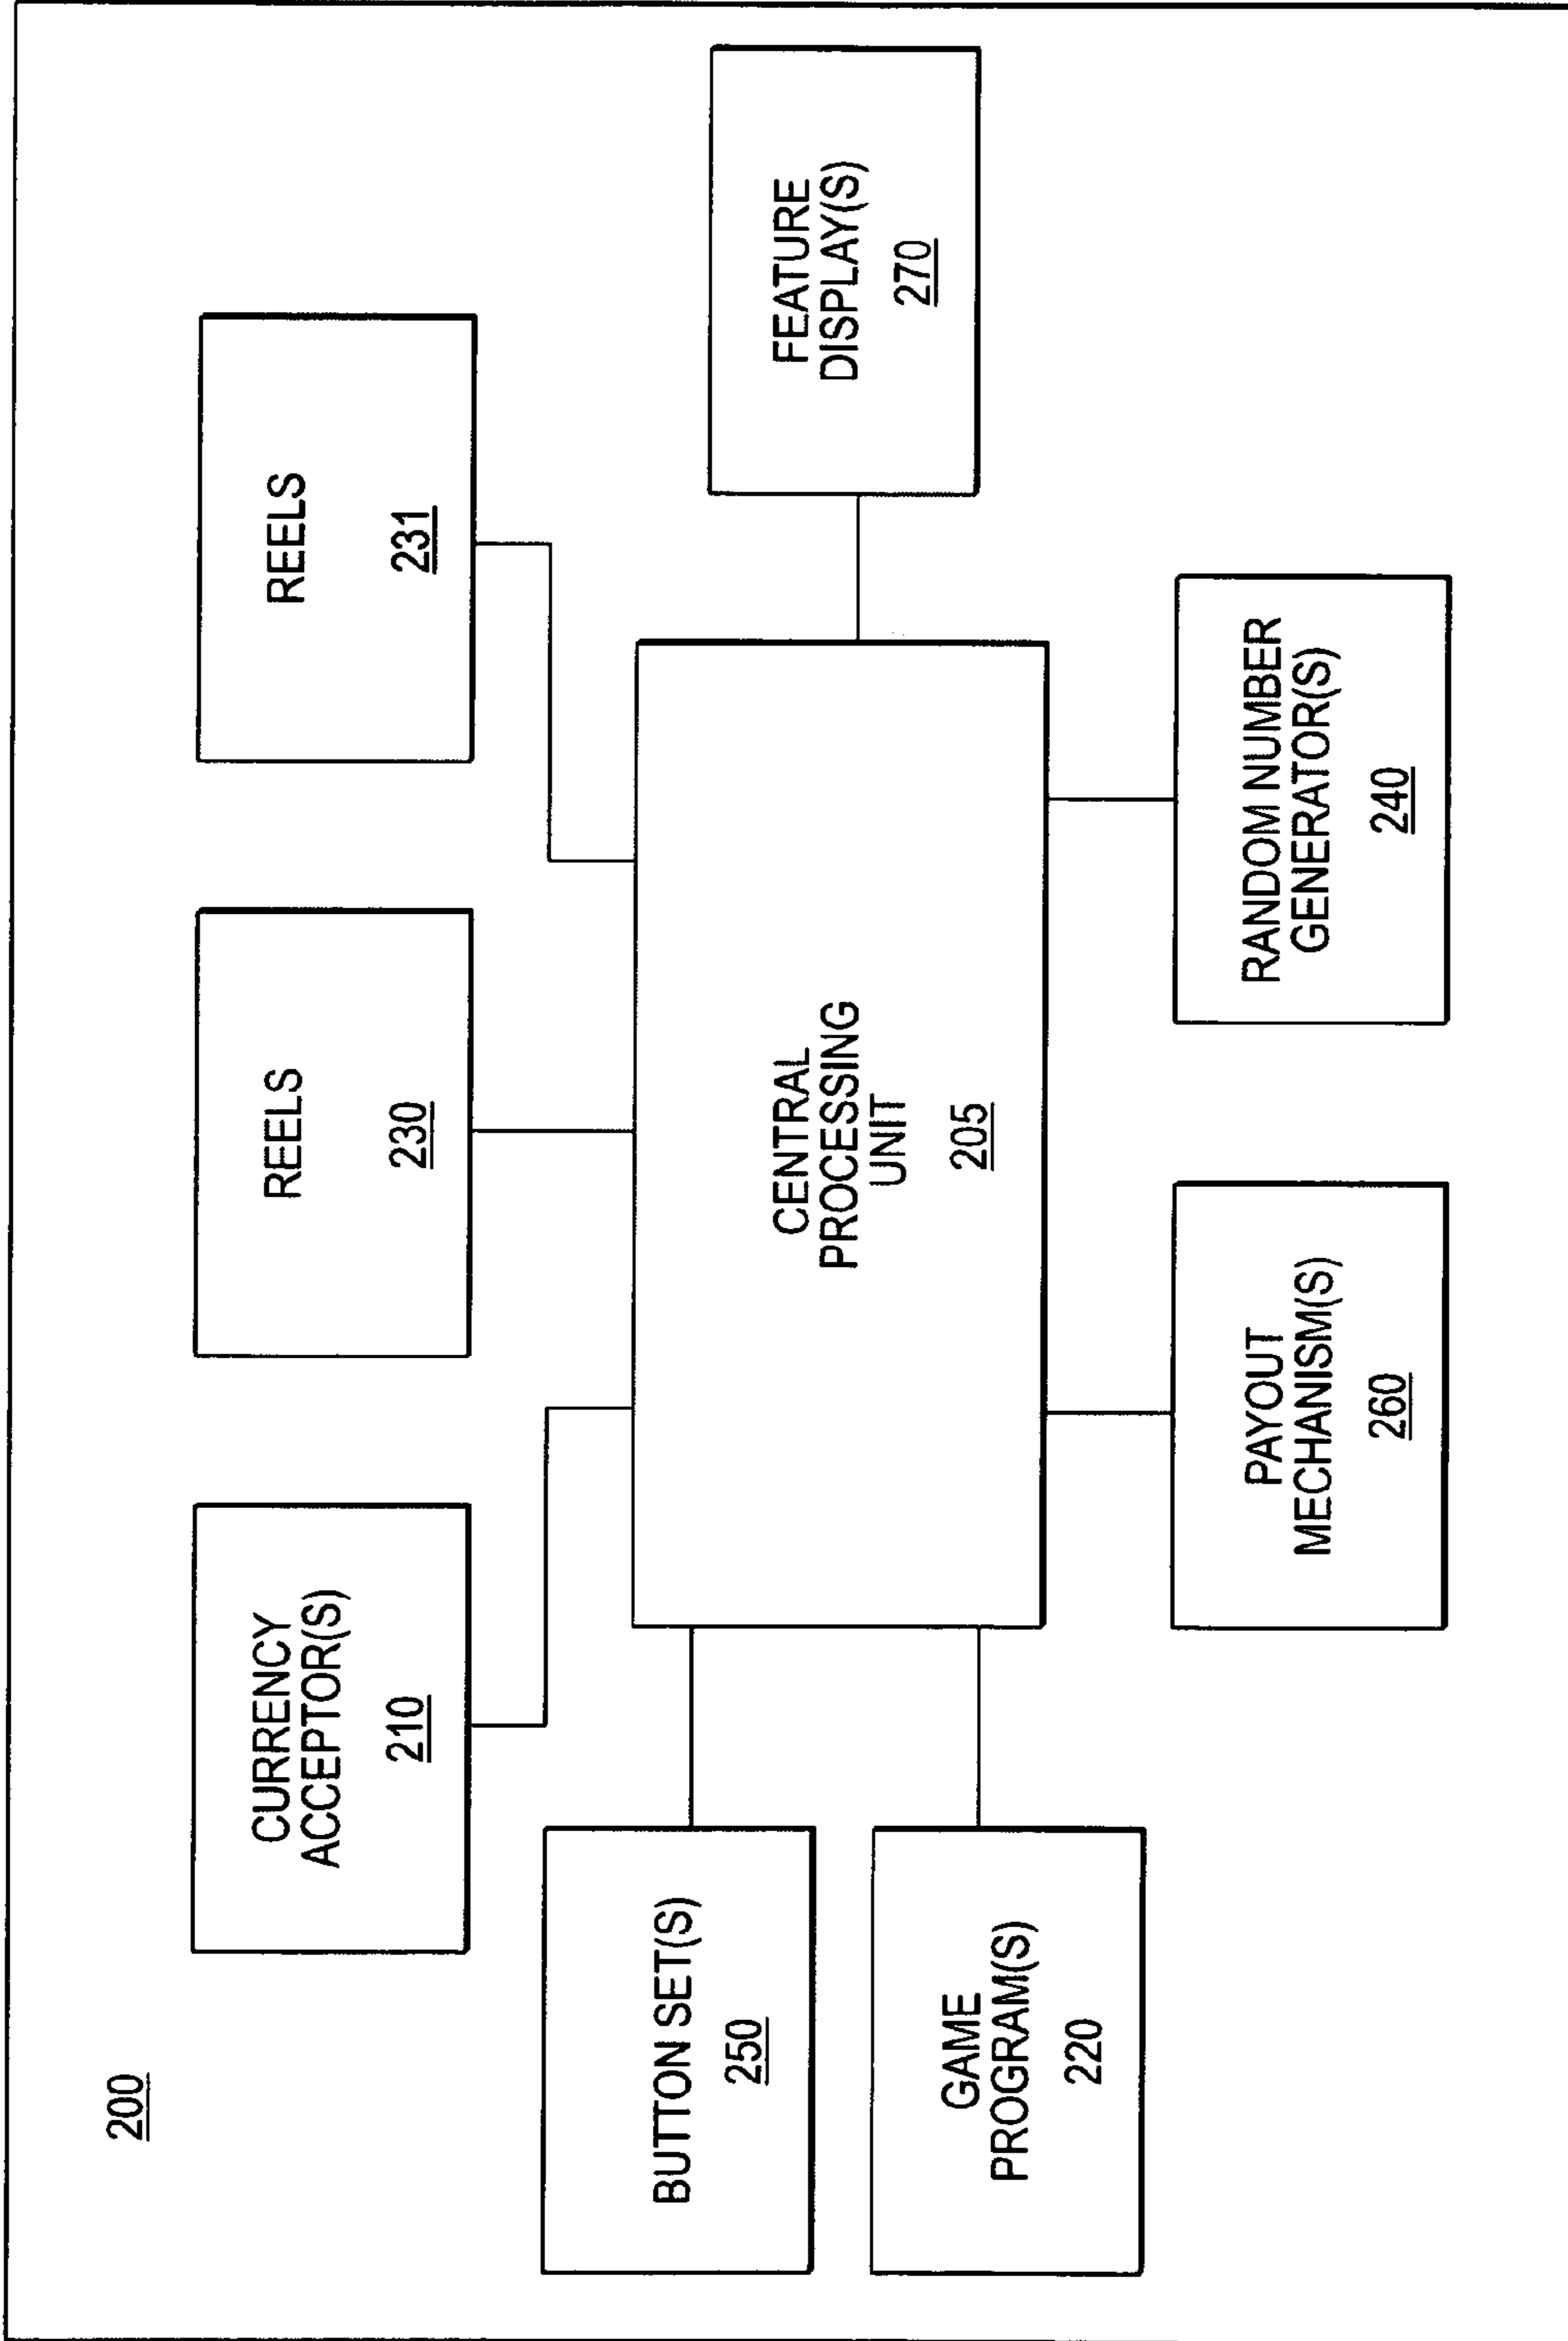 200
CURRENCY
ACCEPTOR(S)
210
REELS
230
REELS
231
BUTTON SET(S)
250
GAME
PROGRAM(S)
220
CENTRAL
PROCESSING
UNIT
205
FEATURE
DISPLAY(S)
270
PAYOUT
MECHANISM(S)
260
RANDOM NUMBER
GENERATOR(S)
240